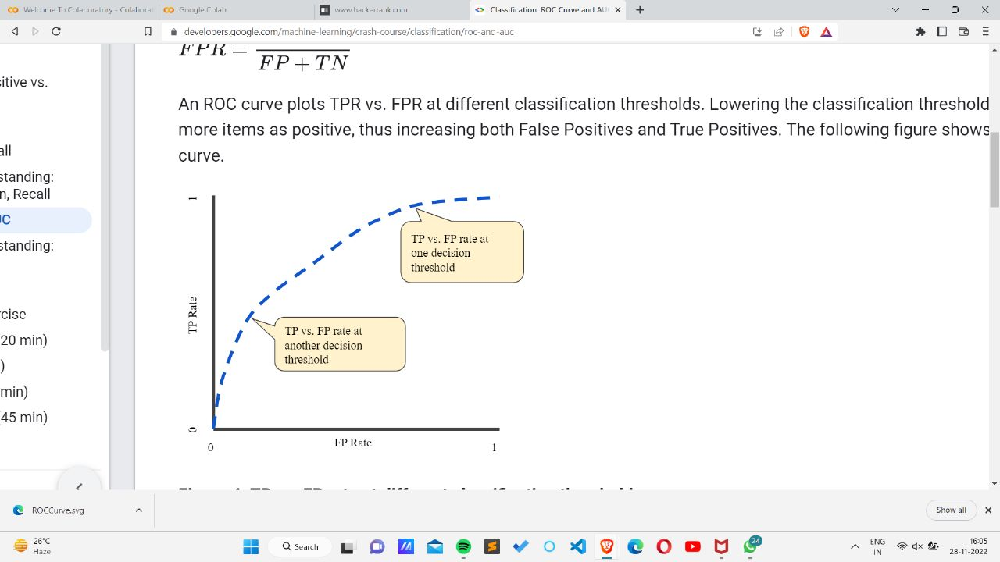 Welcome To Colaboratory - Colaborat
Google Colab
www.hackerrank.com
Classification: ROC Curve and AUC
developers.google.com/machine-learning/crash-course/classification/roc-and-auc
FPR =
FP + TN
An ROC curve plots TPR vs. FPR at different classification thresholds. Lowering the classification threshold
more items as positive, thus increasing both False Positives and True Positives. The following figure shows
curve.
itive vs.
all
standing:
n, Recall
UC
standing:
rcise
20 min)
)
min)
45 min)
1
TP Rate
0
TP vs. FP rate at
one decision
threshold
TP vs. FP rate at
another decision
threshold
0
FP Rate
1
ROCCurve.svg
Show all
26°C
Haze
Search
24
ENG
IN
16:05
28-11-2022